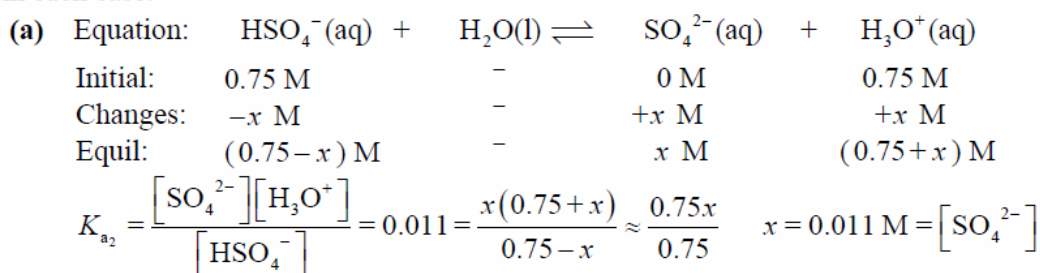 (a) Equation: HSO₄⁻(aq) + H₂O(l) ⇌ SO₄²⁻(aq) + H₃O⁺(aq)
Initial: 0.75 M – 0 M 0.75 M
Changes: −x M – +x M +x M
Equil: (0.75−x) M – x M (0.75+x) M
Kₐ₂ = [SO₄²⁻][H₃O⁺] / [HSO₄⁻] = 0.011 = x(0.75+x) / 0.75−x ≈ 0.75x / 0.75 x = 0.011 M = [SO₄²⁻]